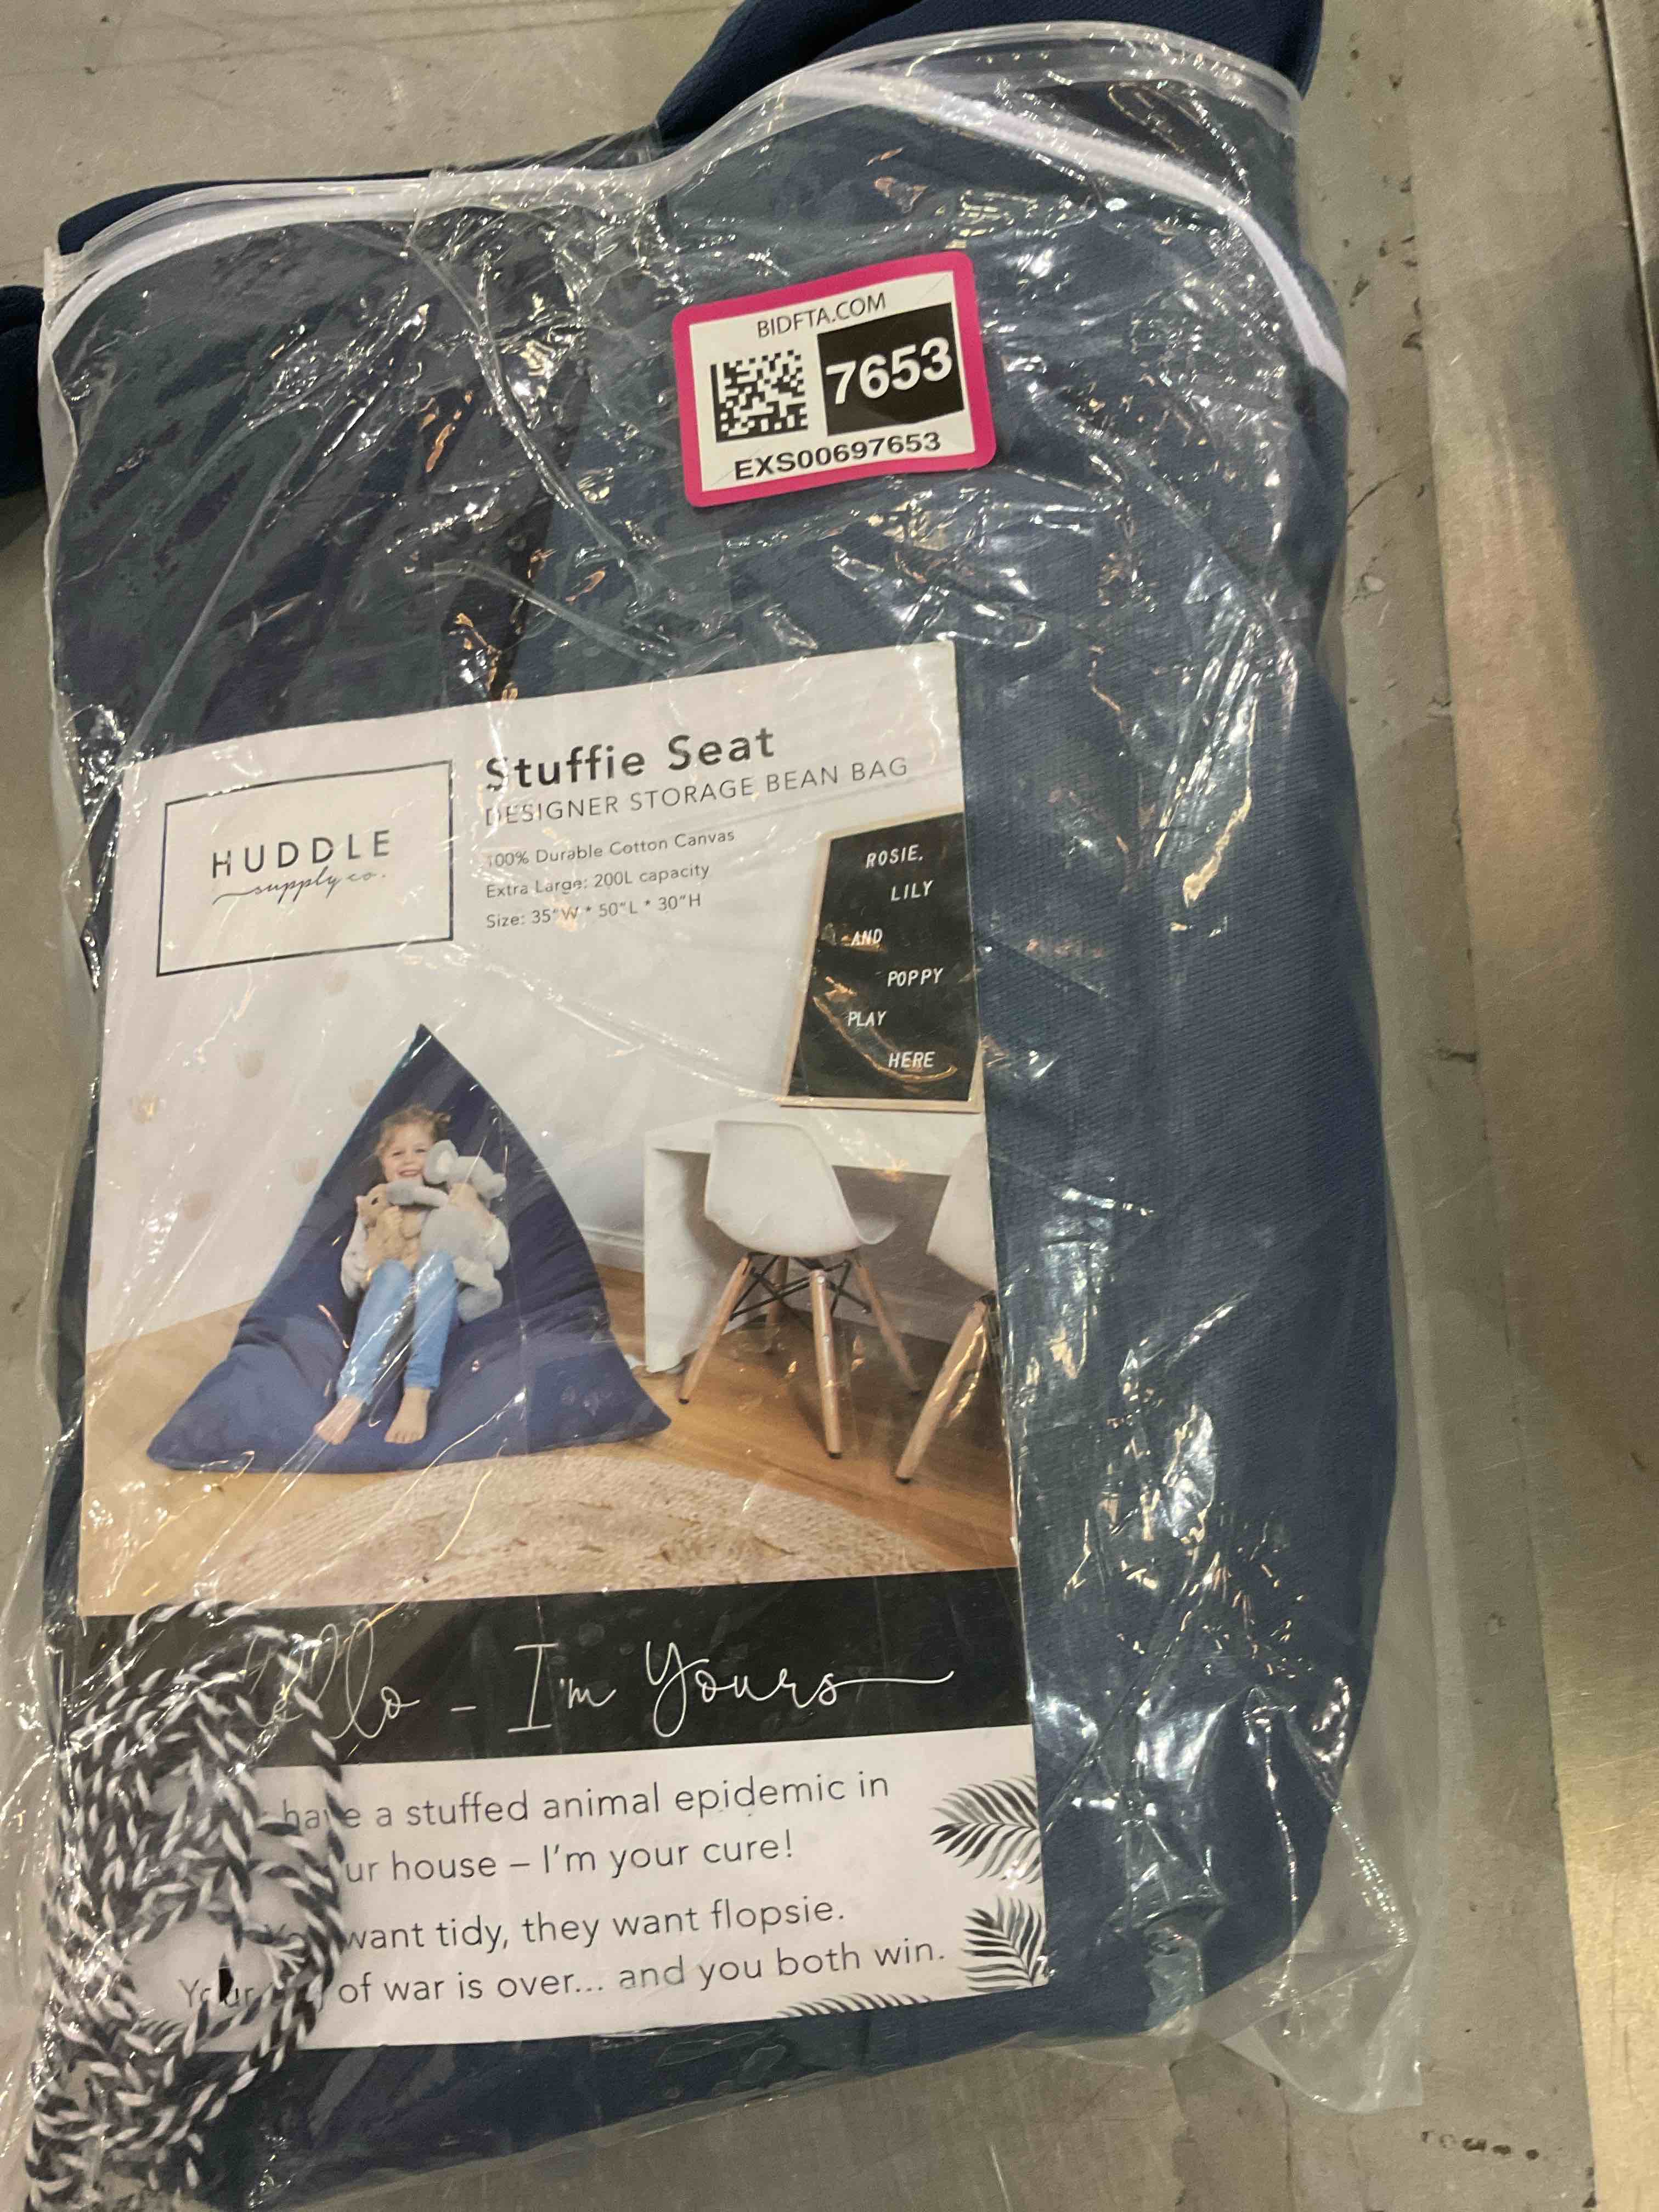 BIDFTA.COM
7653
EXS00697653
HUDDLE
supply co.
Stuffie Seat
DESIGNER STORAGE BEAN BAG
100% Durable Cotton Canvas
Extra Large: 200L capacity
Size: 35"W * 50"L * 30"H
ROSIE,
LILY
AND
POPPY
PLAY
HERE
- I'm Yours
have a stuffed animal epidemic in
ur house – I'm your cure!
want tidy, they want flopsie.
of war is over... and you both win.